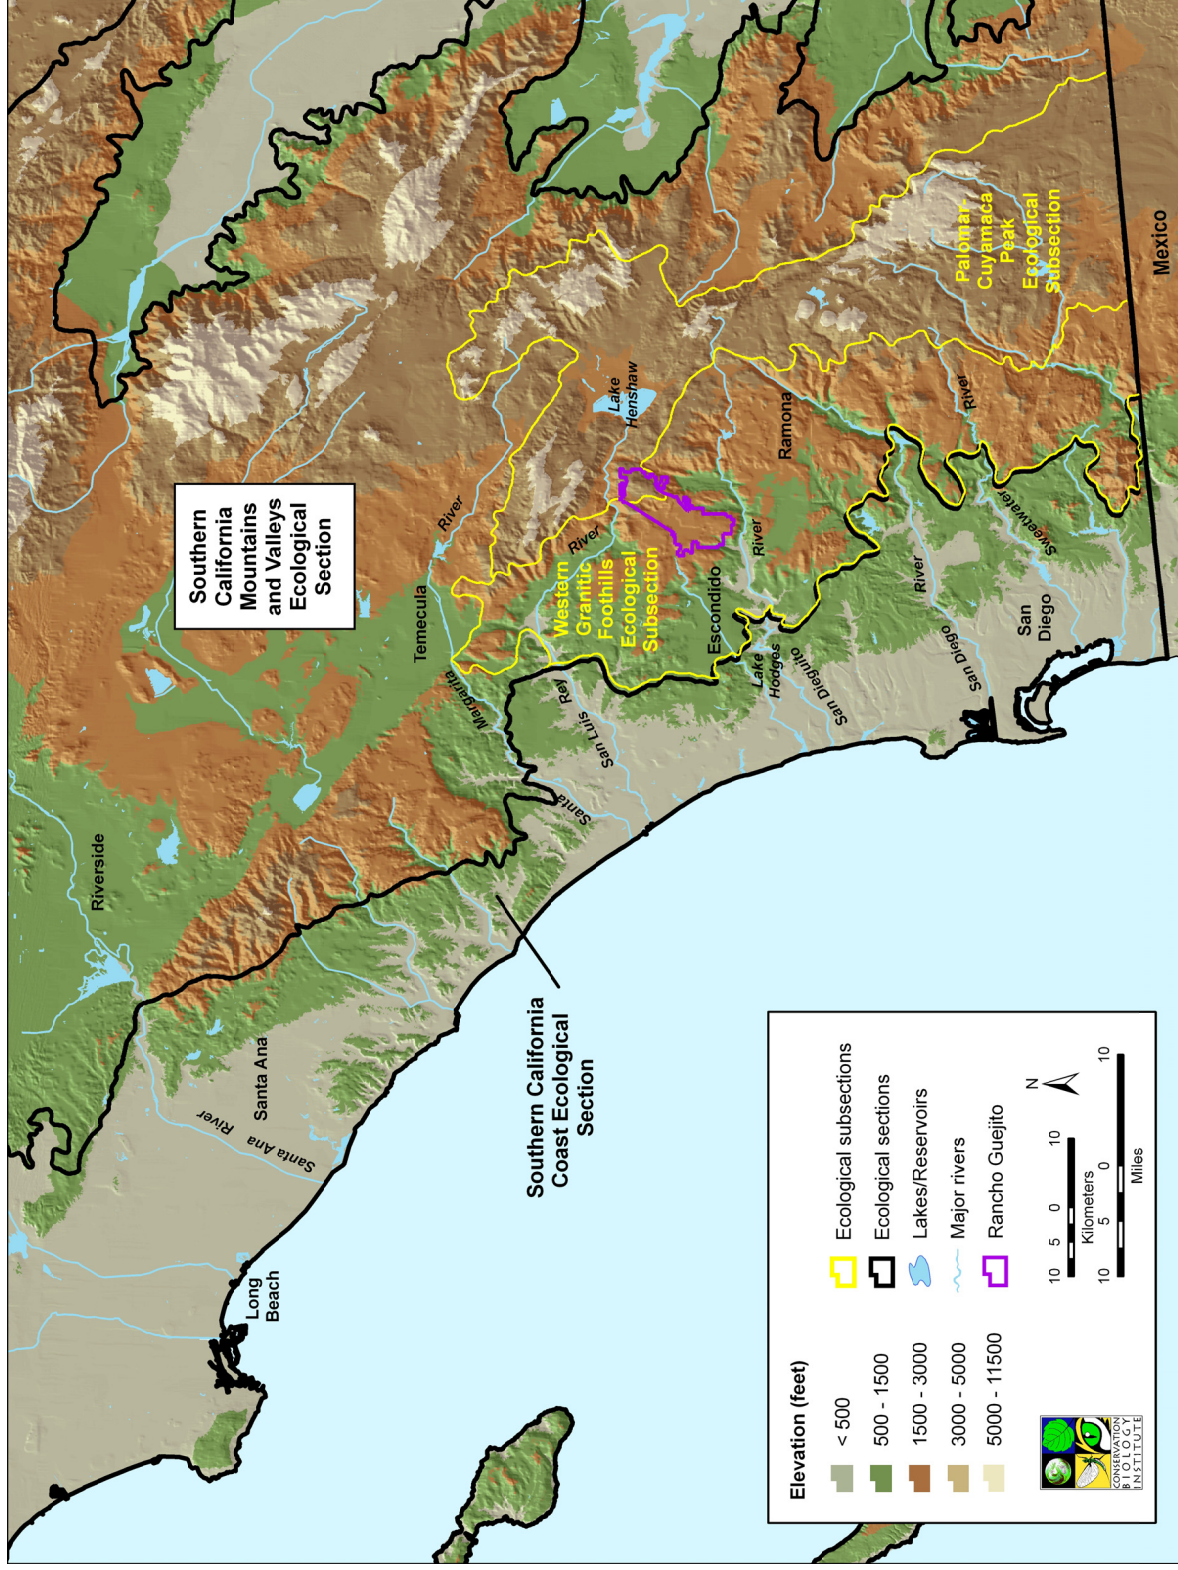 Southern
California
Mountains
and Valleys
Ecological
Section
Riverside
Temecula
River
Margarita
Santa
River
San Luis
Rey
Lake
Henshaw
Western
Granitic
Foothills
Ecological
Subsection
Escondido
Lake
Hodges
River
San Dieguito
Ramona
Palomar-
Cuyamaca
Peak
Ecological
Subsection
River
Sweetwater
River
San Diego
San
Diego
Mexico
Santa Ana
River
Santa Ana
Long
Beach
Southern California
Coast Ecological
Section
Elevation (feet)
< 500
500 - 1500
1500 - 3000
3000 - 5000
5000 - 11500
Ecological subsections
Ecological sections
Lakes/Reservoirs
Major rivers
Rancho Guejito
N
10 5 0 10
Kilometers
10 5 0 10
Miles
CONSERVATION
BIOLOGY
INSTITUTE